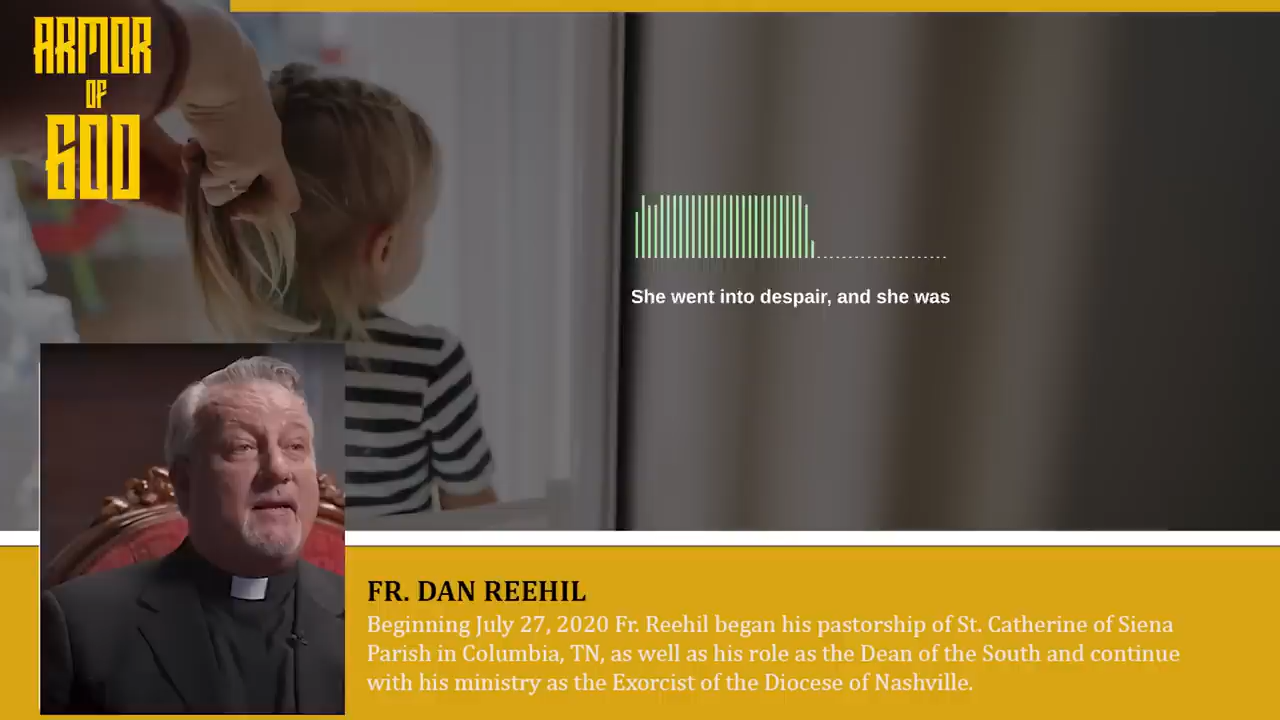 ARMOR
OF
GOD
She went into despair, and she was
FR. DAN REEHIL
Beginning July 27, 2020 Fr. Reehil began his pastorship of St. Catherine of Siena
Parish in Columbia, TN, as well as his role as the Dean of the South and continue
with his ministry as the Exorcist of the Diocese of Nashville.